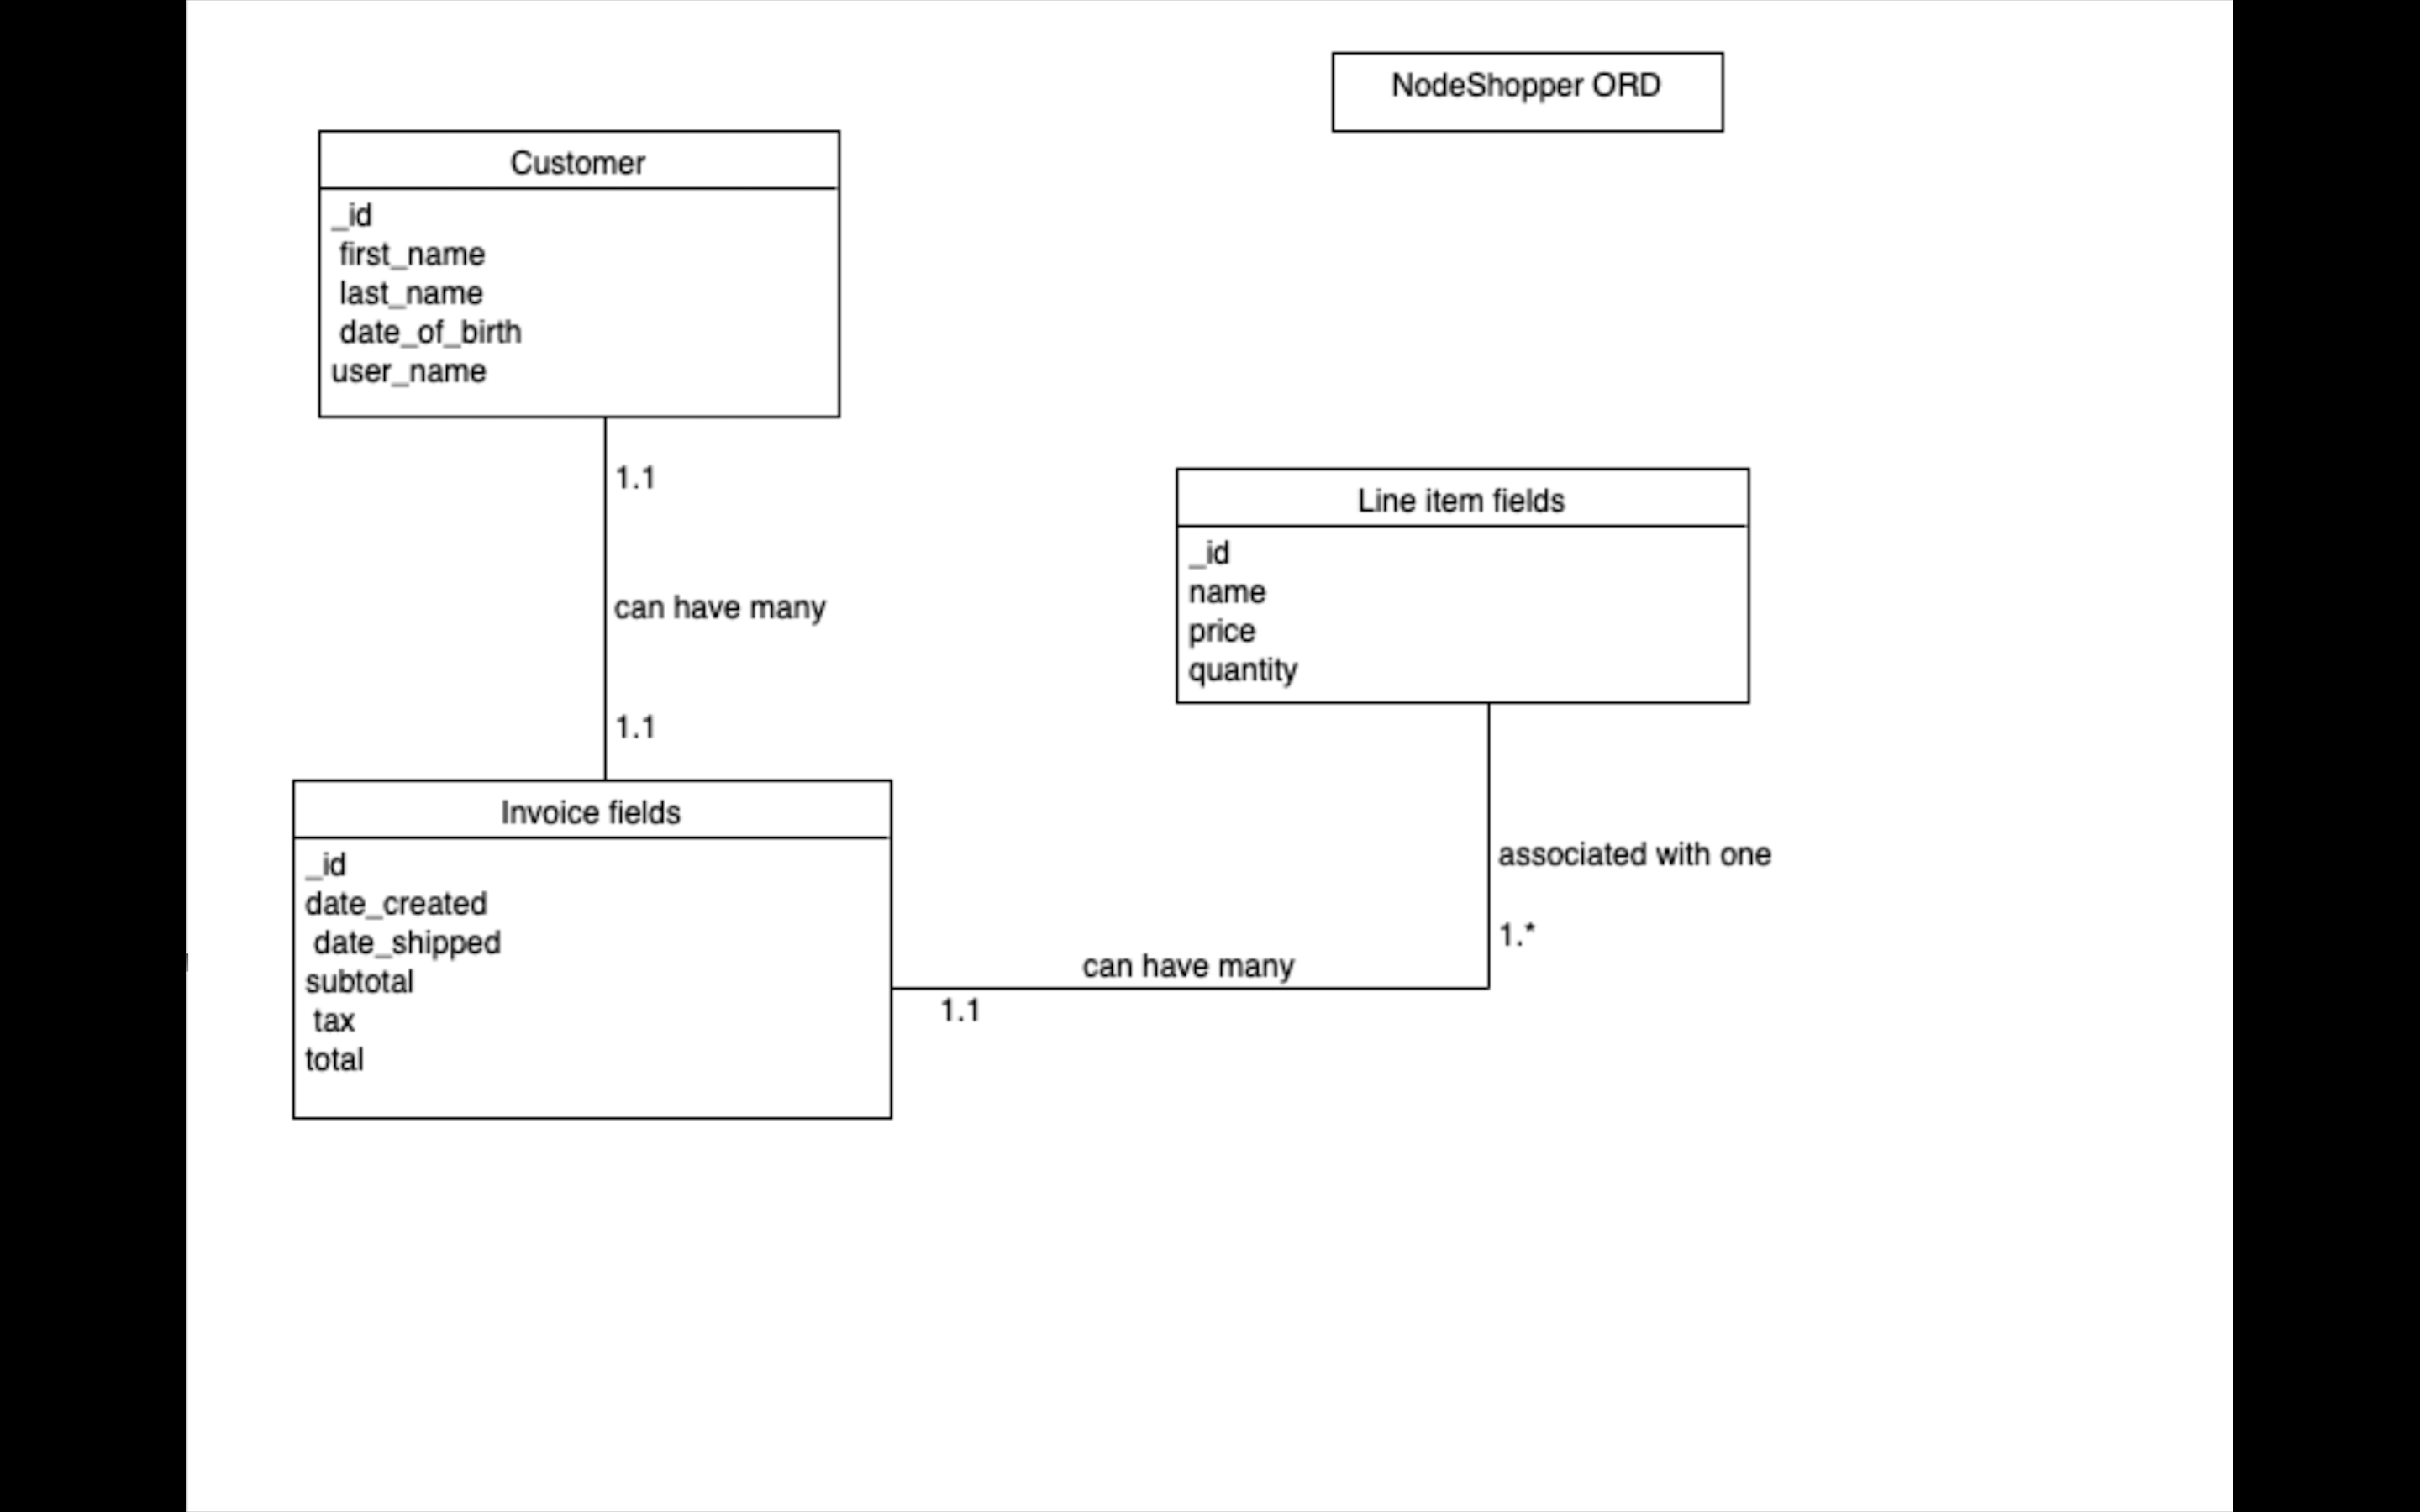 NodeShopper ORD
Customer
_id
first_name
last_name
date_of_birth
user_name
1.1
can have many
1.1
Line item fields
_id
name
price
quantity
associated with one
1.*
can have many
1.1
Invoice fields
_id
date_created
date_shipped
subtotal
tax
total